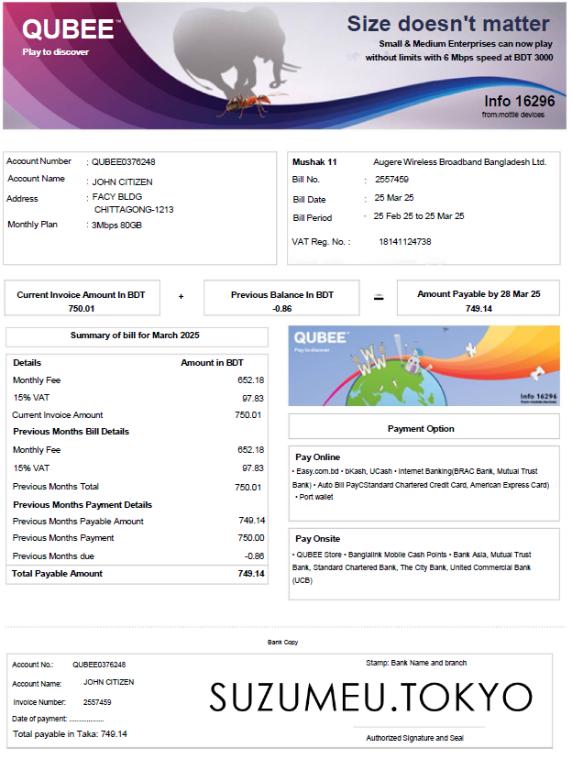 QUBEE™
Play to discover
Size doesn't matter
Small & Medium Enterprises can now play
without limits with 6 Mbps speed at BDT 3000
Info 16296
from mobile devices
Account Number : QUBEE0376248
Account Name : JOHN CITIZEN
Address : FACY BLDG
CHITTAGONG-1213
Monthly Plan : 3Mbps 80GB
Mushak 11 Augere Wireless Broadband Bangladesh Ltd.
Bill No. : 2557459
Bill Date : 25 Mar 25
Bill Period : 25 Feb 25 to 25 Mar 25
VAT Reg. No. : 18141124738
Current Invoice Amount In BDT
750.01
+
Previous Balance In BDT
-0.86
=
Amount Payable by 28 Mar 25
749.14
Summary of bill for March 2025
Details Amount in BDT
Monthly Fee 652.18
15% VAT 97.83
Current Invoice Amount 750.01
Previous Months Bill Details
Monthly Fee 652.18
15% VAT 97.83
Previous Months Total 750.01
Previous Months Payment Details
Previous Months Payable Amount 749.14
Previous Months Payment 750.00
Previous Months due -0.86
Total Payable Amount 749.14
QUBEE™
Play to discover
WWW
Info 16296
from mobile devices
Payment Option
Pay Online
• Easy.com.bd • bKash, UCash • Internet Banking(BRAC Bank, Mutual Trust
Bank) • Auto Bill PayCStandard Chartered Credit Card, American Express Card)
• Port wallet
Pay Onsite
• QUBEE Store • Banglalink Mobile Cash Points • Bank Asia, Mutual Trust
Bank, Standard Chartered Bank, The City Bank, United Commercial Bank
(UCB)
Bank Copy
Account No.: QUBEE0376248
Account Name: JOHN CITIZEN
Invoice Number: 2557459
Date of payment: ................
Total payable in Taka: 749.14
Stamp: Bank Name and branch
SUZUMEU.TOKYO
Authorized Signature and Seal